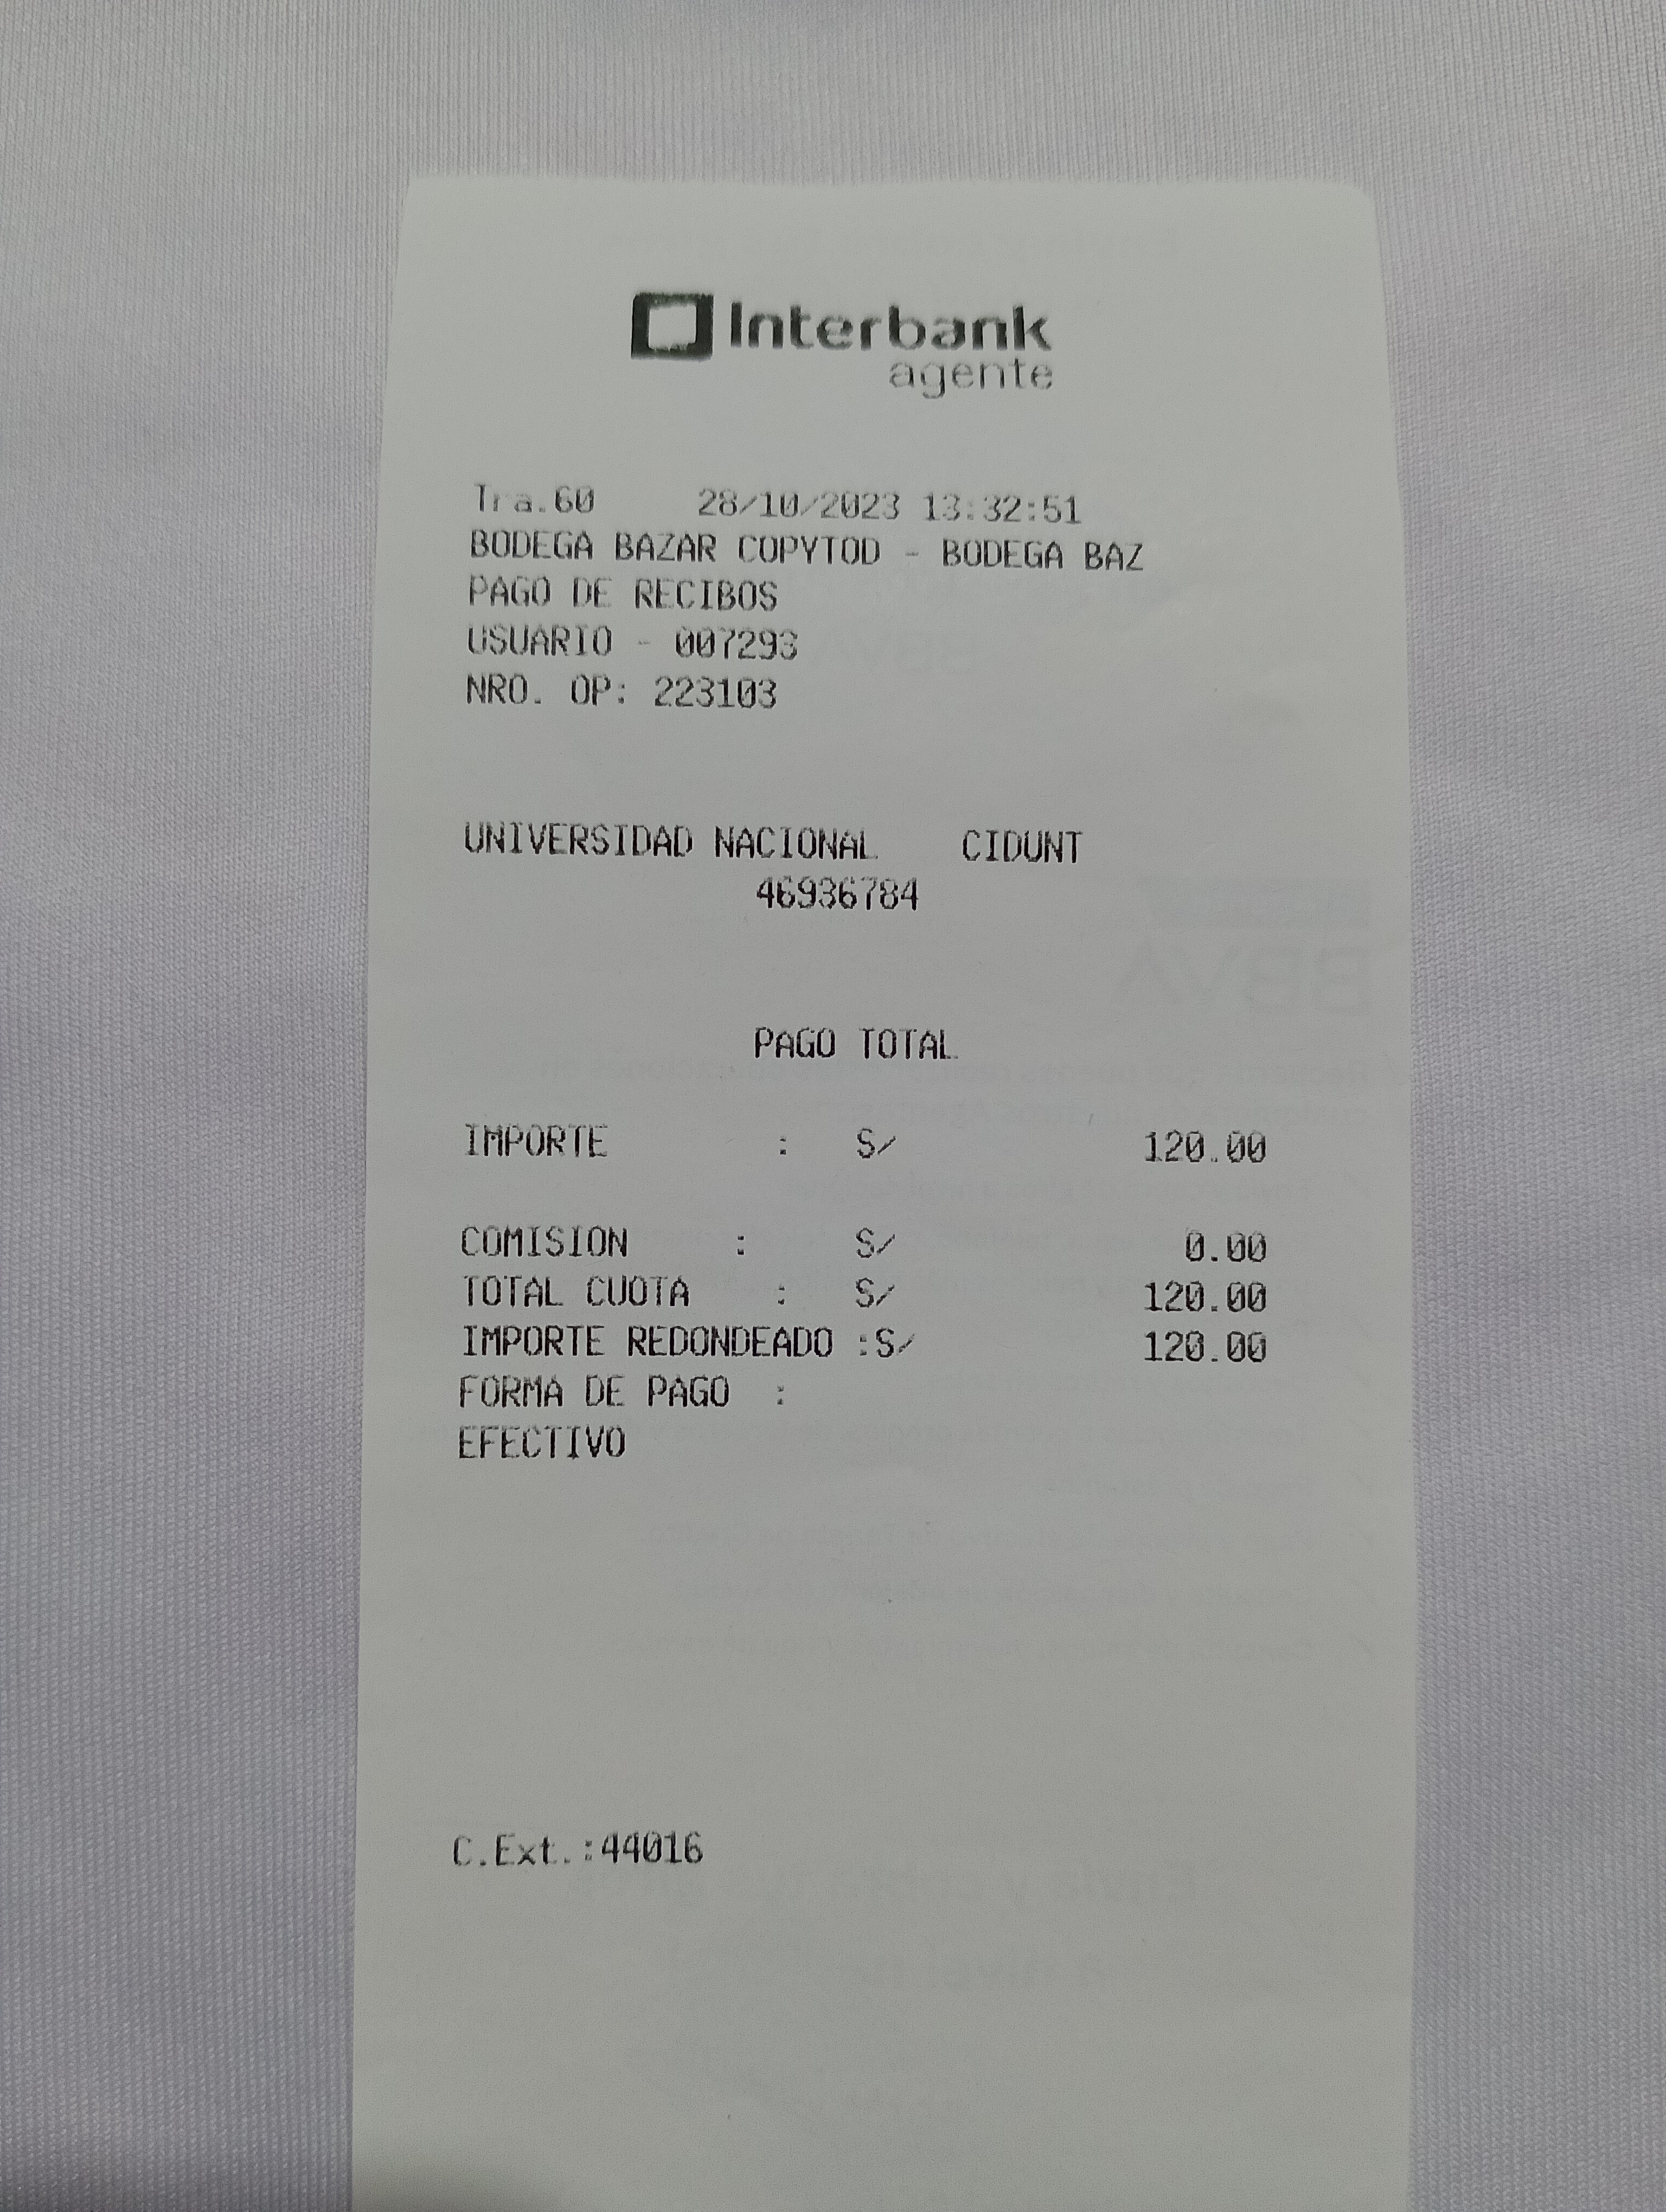 Interbank
agente
Tra.60 28/10/2023 13:32:51
BODEGA BAZAR COPYTOD - BODEGA BAZ
PAGO DE RECIBOS
USUARIO - 007293
NRO. OP: 223103
UNIVERSIDAD NACIONAL CIDUNT
46936784
PAGO TOTAL
IMPORTE : S/ 120.00
COMISION : S/ 0.00
TOTAL CUOTA : S/ 120.00
IMPORTE REDONDEADO :S/ 120.00
FORMA DE PAGO :
EFECTIVO
C.Ext.:44016
BBVA